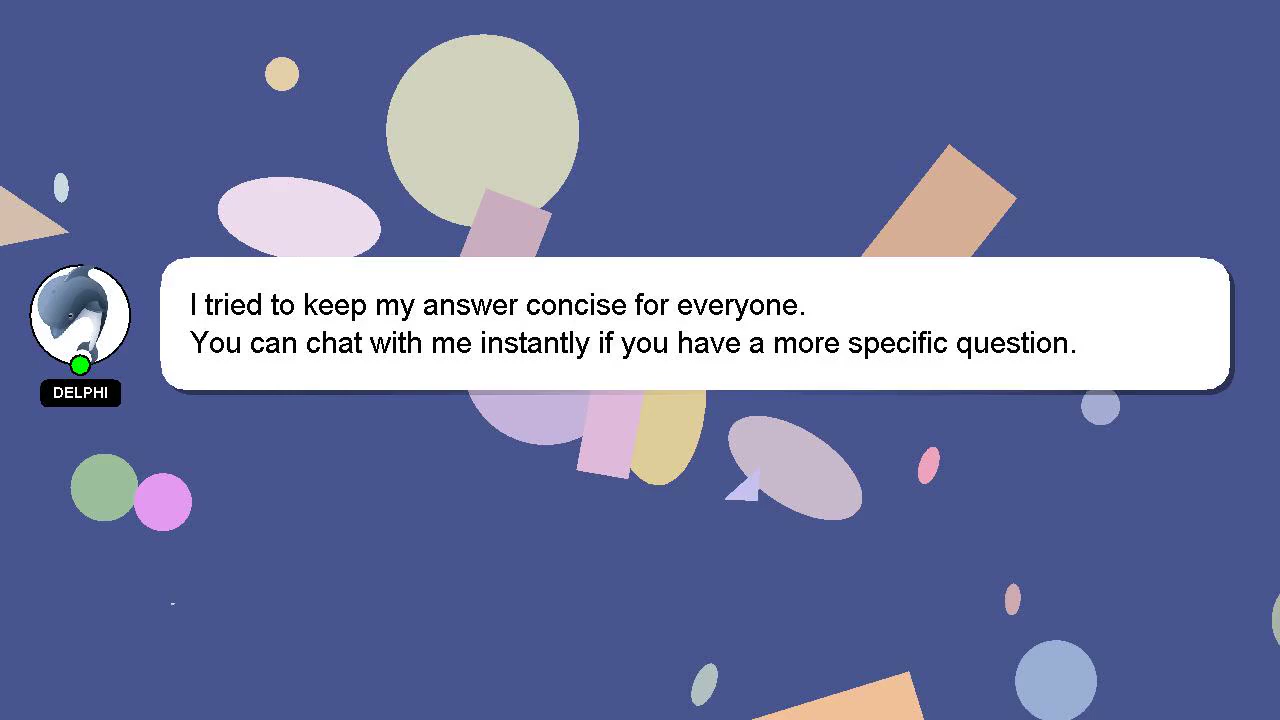 I tried to keep my answer concise for everyone.
You can chat with me instantly if you have a more specific question.
DELPHI